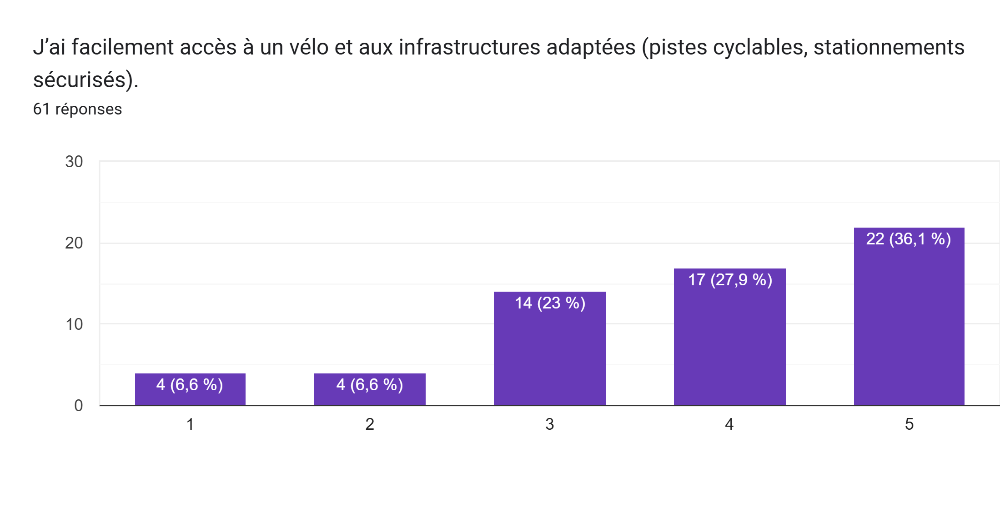 J’ai facilement accès à un vélo et aux infrastructures adaptées (pistes cyclables, stationnements
sécurisés).
61 réponses
30
20
10
0
4 (6,6 %)
4 (6,6 %)
14 (23 %)
17 (27,9 %)
22 (36,1 %)
1
2
3
4
5